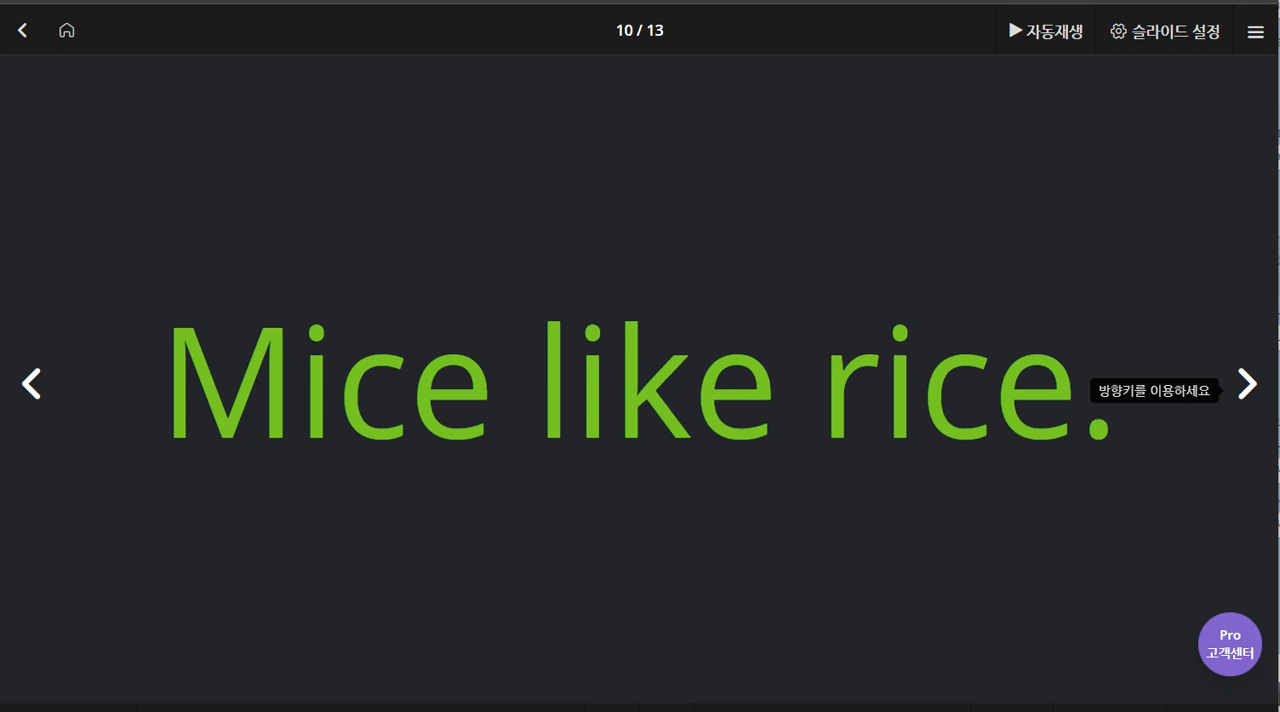 10 / 13
▶ 자동재생
슬라이드 설정
Mice like rice.
방향키를 이용하세요
Pro
고객센터